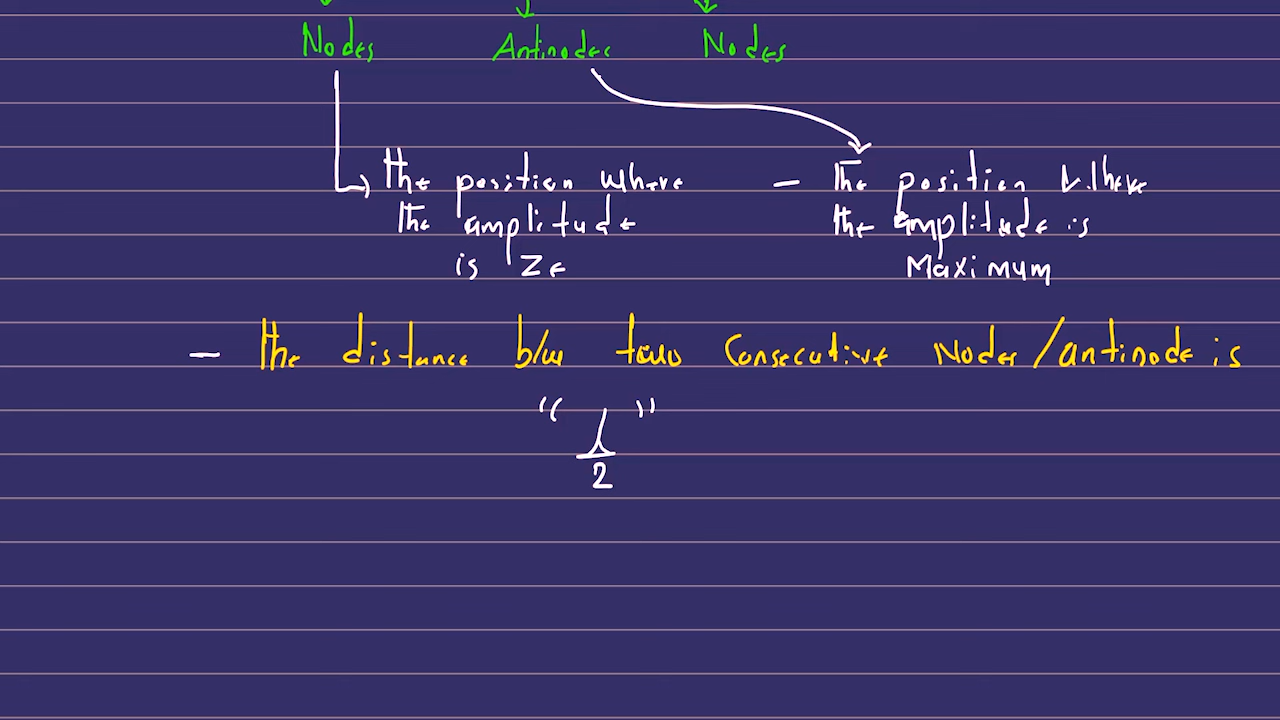 Nodes Antinodes Nodes
the position where - The position where
the amplitude the amplitude is
is Ze Maximum
- the distance b/w two Consecutive Nodes/antinode is
"λ"
2